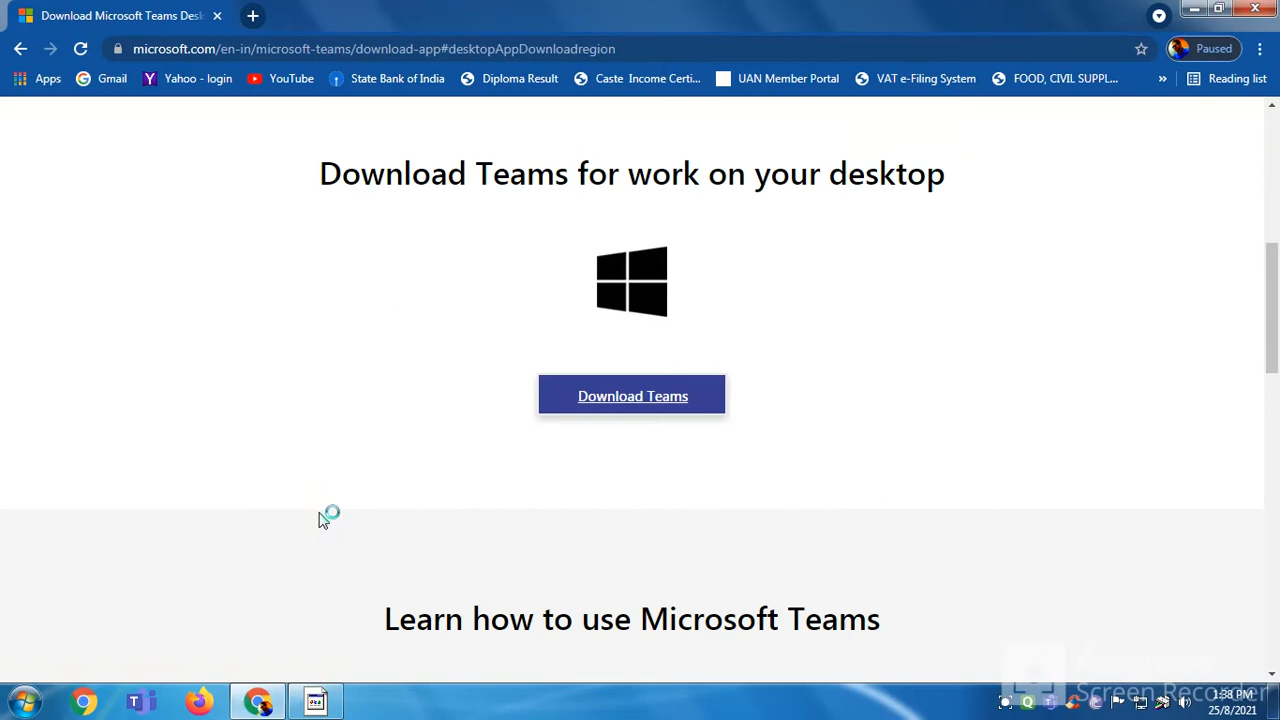 Download Microsoft Teams Desk
microsoft.com/en-in/microsoft-teams/download-app#desktopAppDownloadregion
Paused
Apps
Gmail
Yahoo - login
YouTube
State Bank of India
Diploma Result
Caste Income Certi...
UAN Member Portal
VAT e-Filing System
FOOD, CIVIL SUPPL...
»
Reading list
Download Teams for work on your desktop
Download Teams
Learn how to use Microsoft Teams
Screen Recorder
1:38 PM
25/8/2021